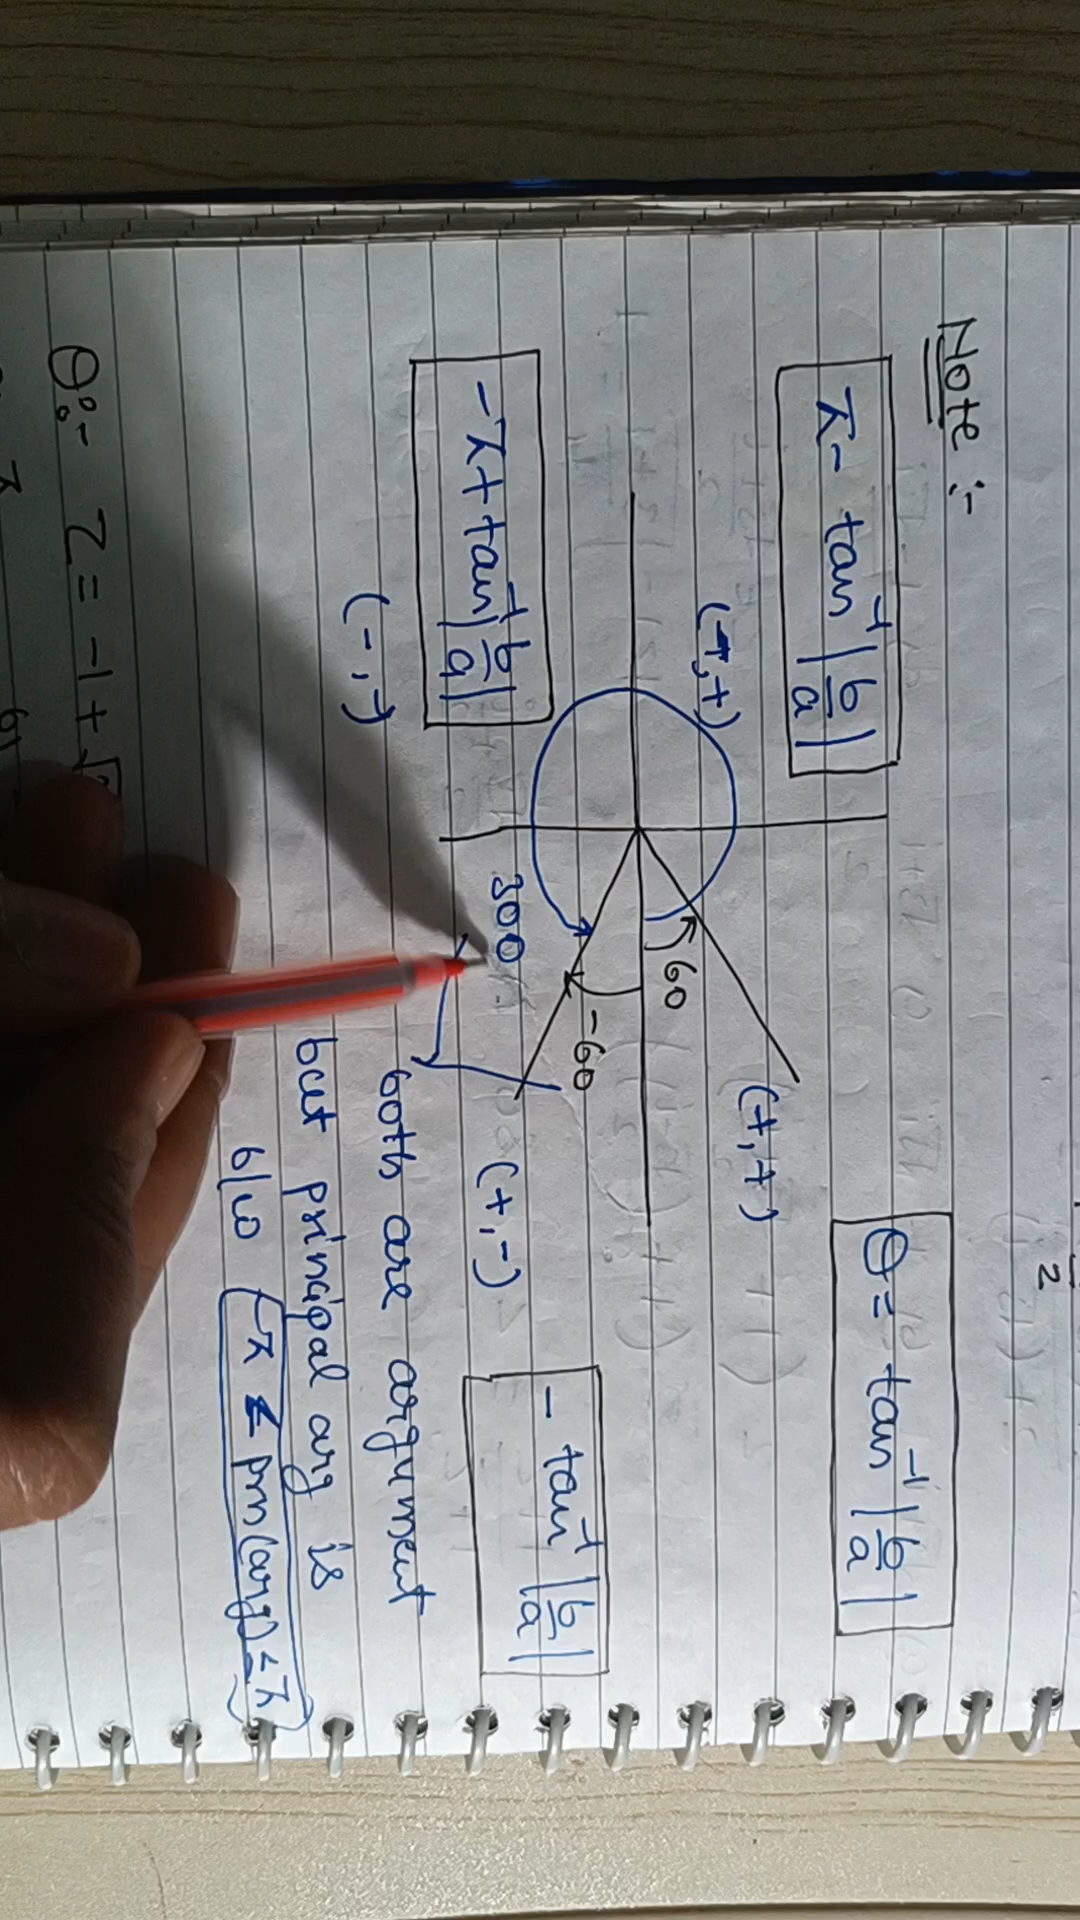 Note :-
π - tan⁻¹|b/a|
θ = tan⁻¹|b/a|
(-,+)
(+,+)
60
-60
300
-π + tan⁻¹|b/a|
- tan⁻¹|b/a|
(-,-)
(+,-)
both are argument
but principal arg is
b/w -π < prn(arg) ≤ π
θ:- Z = -1 + √
2